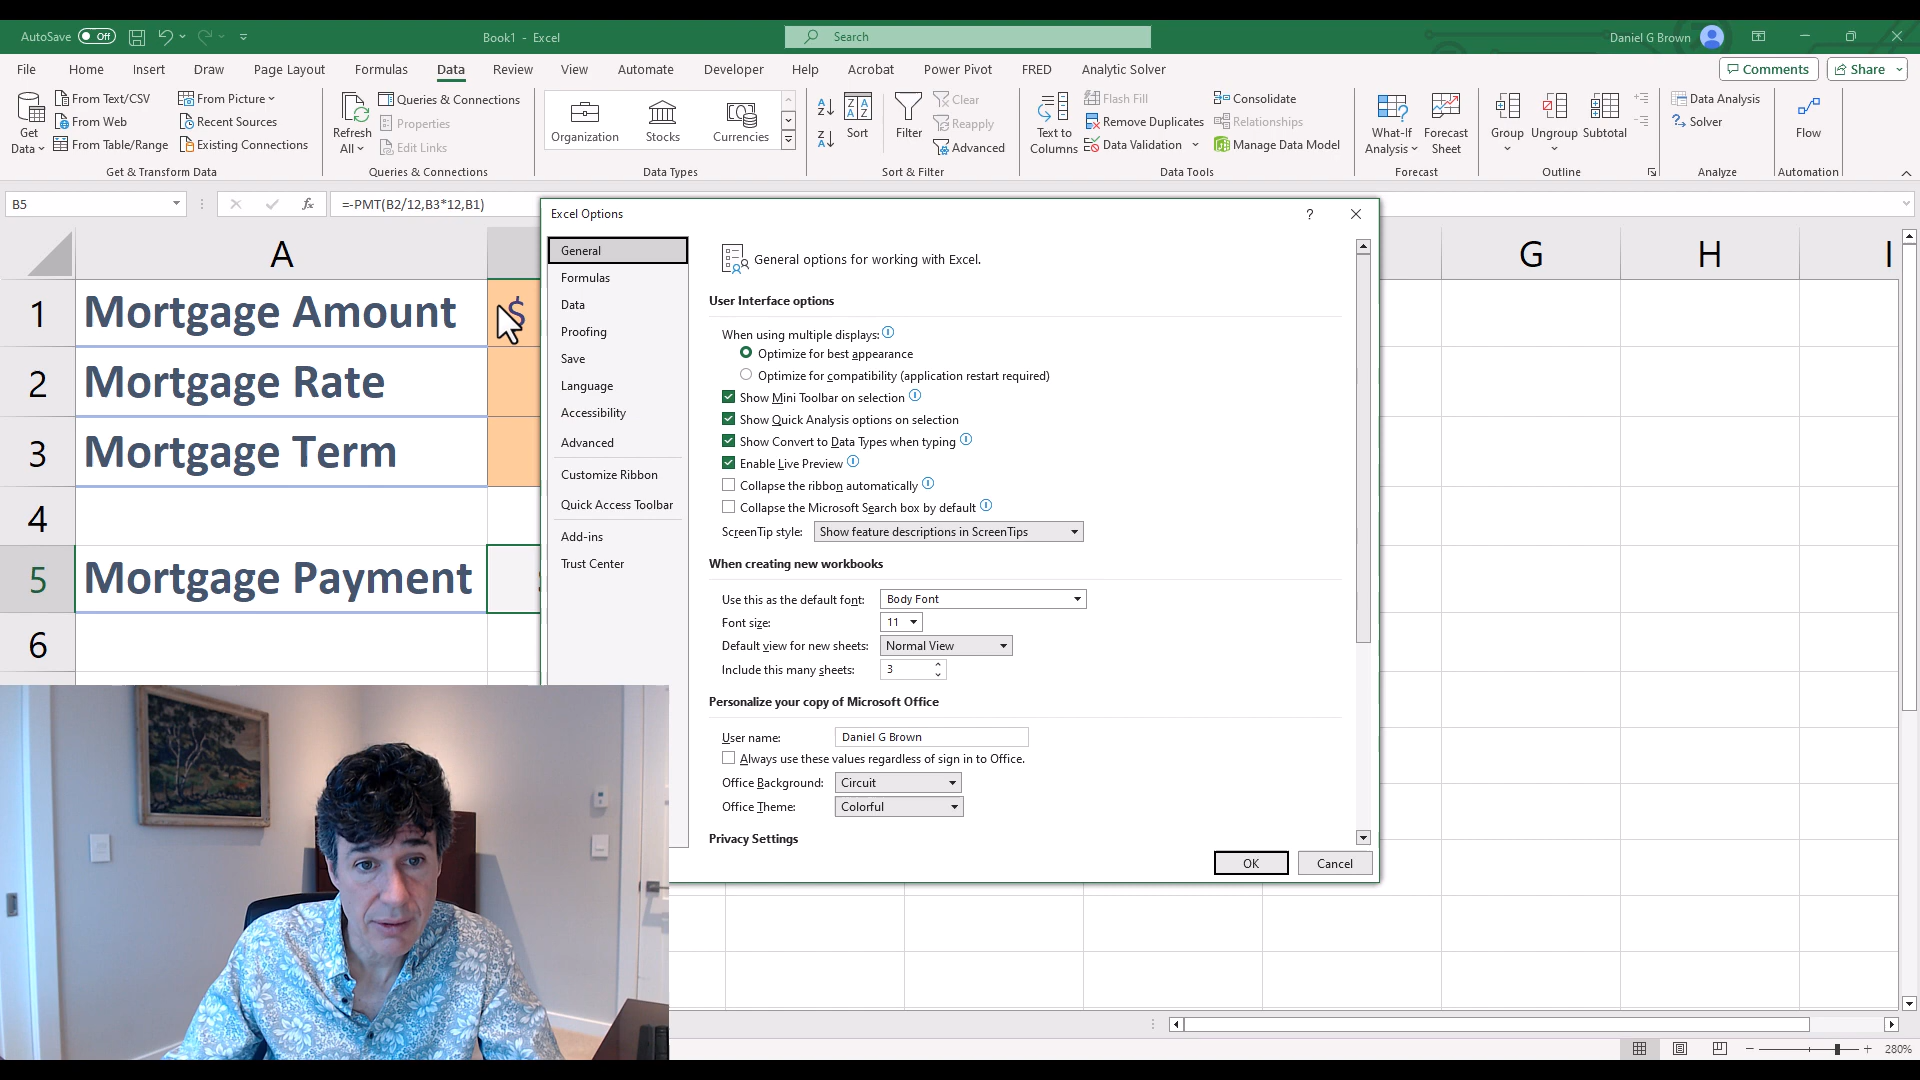 AutoSave Off
Book1 - Excel
Search
Daniel G Brown
File Home Insert Draw Page Layout Formulas Data Review View Automate Developer Help Acrobat Power Pivot FRED Analytic Solver
Comments Share
Get Data
From Text/CSV
From Web
From Table/Range
From Picture
Recent Sources
Existing Connections
Get & Transform Data
Refresh All
Queries & Connections
Properties
Edit Links
Queries & Connections
Organization Stocks Currencies
Data Types
Sort
Filter
Clear
Reapply
Advanced
Sort & Filter
Text to Columns
Flash Fill
Remove Duplicates
Data Validation
Consolidate
Relationships
Manage Data Model
Data Tools
What-If Analysis
Forecast Sheet
Forecast
Group Ungroup Subtotal
Outline
Data Analysis
Solver
Analyze
Flow
Automation
B5
fx
=-PMT(B2/12,B3*12,B1)
A G H I
1 Mortgage Amount $
2 Mortgage Rate
3 Mortgage Term
4
5 Mortgage Payment
6
Excel Options
?
General
Formulas
Data
Proofing
Save
Language
Accessibility
Advanced
Customize Ribbon
Quick Access Toolbar
Add-ins
Trust Center
General options for working with Excel.
User Interface options
When using multiple displays:
Optimize for best appearance
Optimize for compatibility (application restart required)
Show Mini Toolbar on selection
Show Quick Analysis options on selection
Show Convert to Data Types when typing
Enable Live Preview
Collapse the ribbon automatically
Collapse the Microsoft Search box by default
ScreenTip style: Show feature descriptions in ScreenTips
When creating new workbooks
Use this as the default font: Body Font
Font size: 11
Default view for new sheets: Normal View
Include this many sheets: 3
Personalize your copy of Microsoft Office
User name: Daniel G Brown
Always use these values regardless of sign in to Office.
Office Background: Circuit
Office Theme: Colorful
Privacy Settings
OK Cancel
280%